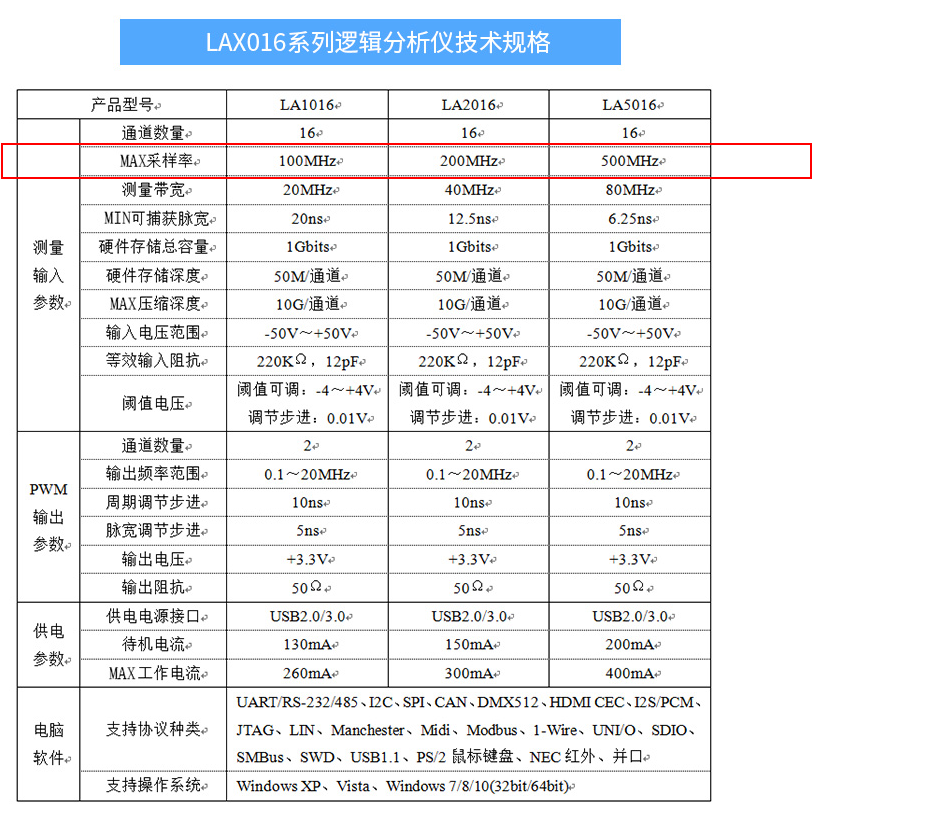 LAX016系列逻辑分析仪技术规格
产品型号 LA1016 LA2016 LA5016
测量输入参数
通道数量 16 16 16
MAX采样率 100MHz 200MHz 500MHz
测量带宽 20MHz 40MHz 80MHz
MIN可捕获脉宽 20ns 12.5ns 6.25ns
硬件存储总容量 1Gbits 1Gbits 1Gbits
硬件存储深度 50M/通道 50M/通道 50M/通道
MAX压缩深度 10G/通道 10G/通道 10G/通道
输入电压范围 -50V～+50V -50V～+50V -50V～+50V
等效输入阻抗 220KΩ，12pF 220KΩ，12pF 220KΩ，12pF
阈值电压 阈值可调：-4～+4V 阈值可调：-4～+4V 阈值可调：-4～+4V
调节步进：0.01V 调节步进：0.01V 调节步进：0.01V
PWM输出参数
通道数量 2 2 2
输出频率范围 0.1～20MHz 0.1～20MHz 0.1～20MHz
周期调节步进 10ns 10ns 10ns
脉宽调节步进 5ns 5ns 5ns
输出电压 +3.3V +3.3V +3.3V
输出阻抗 50Ω 50Ω 50Ω
供电参数
供电电源接口 USB2.0/3.0 USB2.0/3.0 USB2.0/3.0
待机电流 130mA 150mA 200mA
MAX工作电流 260mA 300mA 400mA
电脑软件
支持协议种类 UART/RS-232/485、I2C、SPI、CAN、DMX512、HDMI CEC、I2S/PCM、
JTAG、LIN、Manchester、Midi、Modbus、1-Wire、UNI/O、SDIO、
SMBus、SWD、USB1.1、PS/2 鼠标键盘、NEC 红外、并口
支持操作系统 Windows XP、Vista、Windows 7/8/10(32bit/64bit)